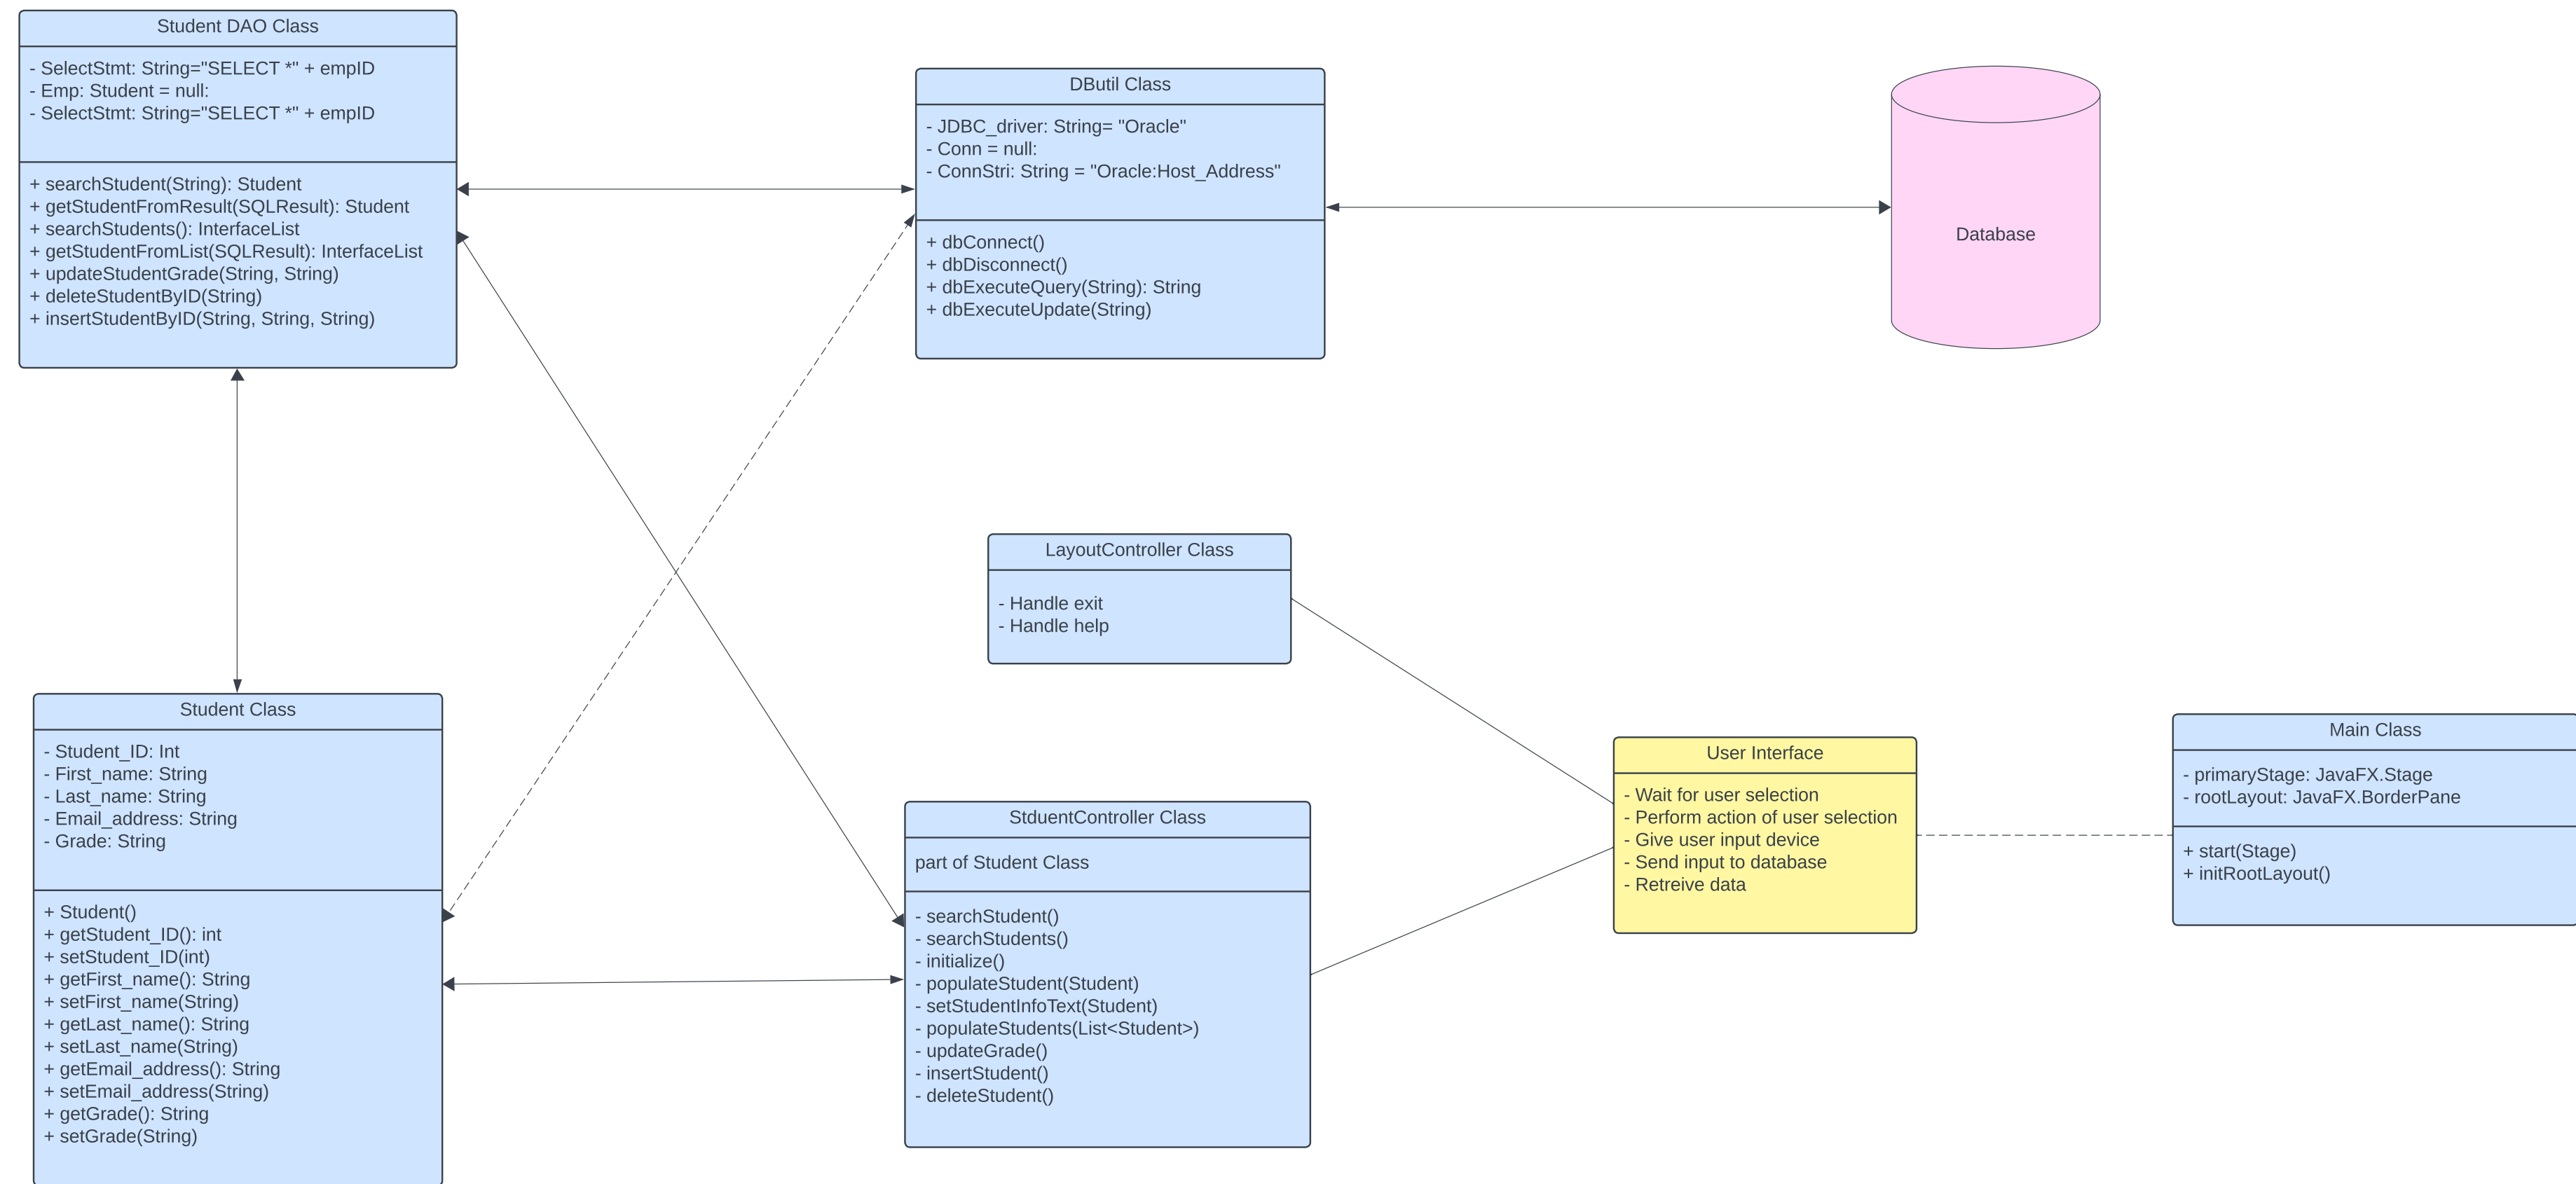 Student DAO Class
- SelectStmt: String="SELECT *" + empID
- Emp: Student = null:
- SelectStmt: String="SELECT *" + empID
+ searchStudent(String): Student
+ getStudentFromResult(SQLResult): Student
+ searchStudents(): InterfaceList
+ getStudentFromList(SQLResult): InterfaceList
+ updateStudentGrade(String, String)
+ deleteStudentByID(String)
+ insertStudentByID(String, String, String)
DButil Class
- JDBC_driver: String= "Oracle"
- Conn = null:
- ConnStri: String = "Oracle:Host_Address"
+ dbConnect()
+ dbDisconnect()
+ dbExecuteQuery(String): String
+ dbExecuteUpdate(String)
Database
LayoutController Class
- Handle exit
- Handle help
Student Class
- Student_ID: Int
- First_name: String
- Last_name: String
- Email_address: String
- Grade: String
+ Student()
+ getStudent_ID(): int
+ setStudent_ID(int)
+ getFirst_name(): String
+ setFirst_name(String)
+ getLast_name(): String
+ setLast_name(String)
+ getEmail_address(): String
+ setEmail_address(String)
+ getGrade(): String
+ setGrade(String)
StduentController Class
part of Student Class
- searchStudent()
- searchStudents()
- initialize()
- populateStudent(Student)
- setStudentInfoText(Student)
- populateStudents(List<Student>)
- updateGrade()
- insertStudent()
- deleteStudent()
User Interface
- Wait for user selection
- Perform action of user selection
- Give user input device
- Send input to database
- Retreive data
Main Class
- primaryStage: JavaFX.Stage
- rootLayout: JavaFX.BorderPane
+ start(Stage)
+ initRootLayout()